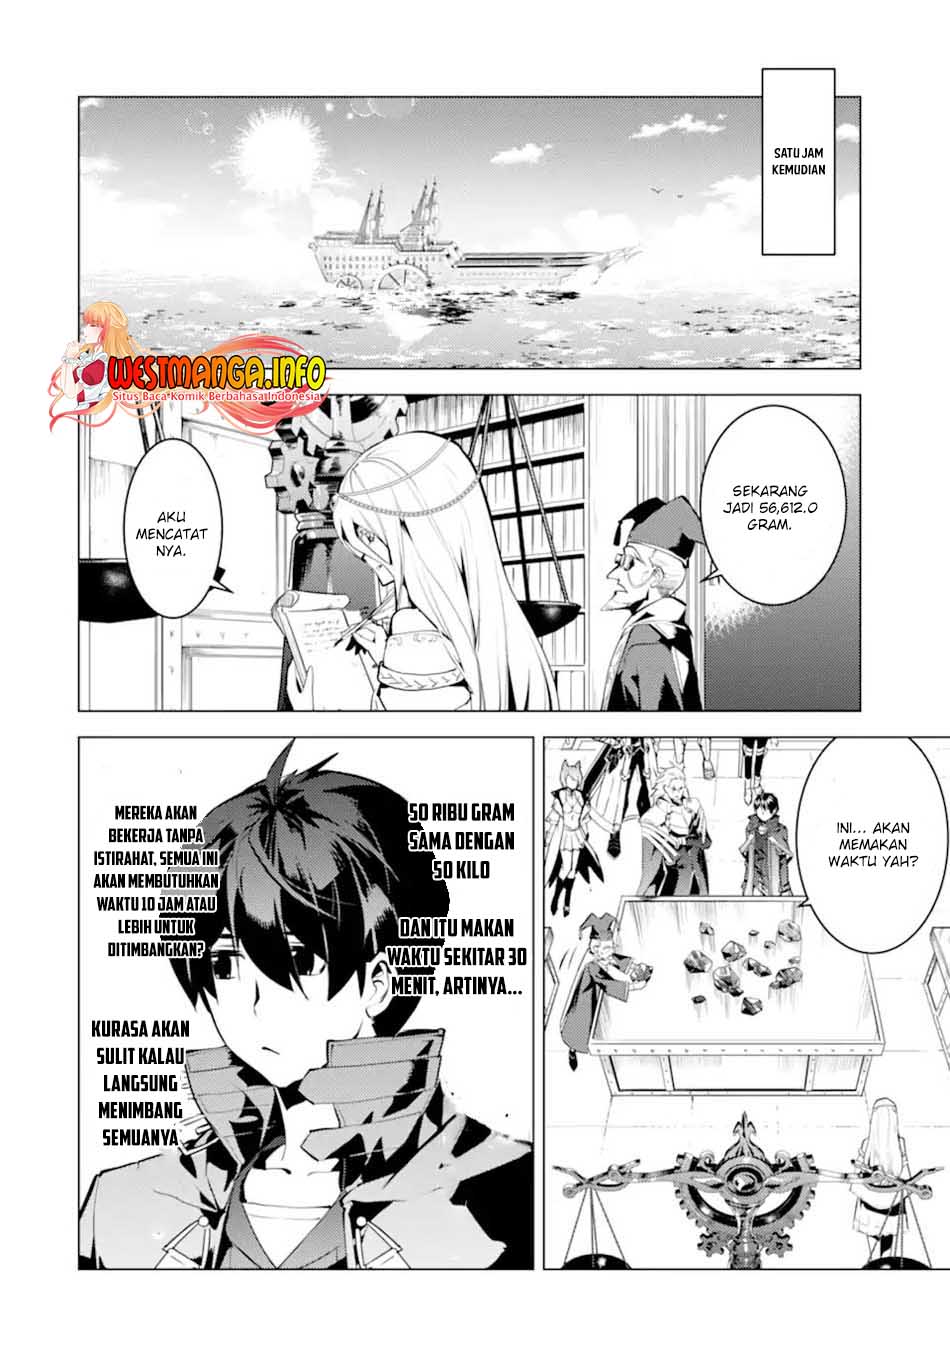 SATU JAM
KEMUDIAN
WESTMANGA.INFO
Situs Baca Komik Berbahasa Indonesia
SEKARANG
JADI 56,612.0
GRAM.
AKU
MENCATAT
NYA.
INI... AKAN
MEMAKAN
WAKTU YAH?
50 RIBU GRAM
SAMA DENGAN
50 KILO
DAN ITU MAKAN
WAKTU SEKITAR 30
MENIT, ARTINYA...
MEREKA AKAN
BEKERJA TANPA
ISTIRAHAT, SEMUA INI
AKAN MEMBUTUHKAN
WAKTU 10 JAM ATAU
LEBIH UNTUK
DITIMBANGKAN?
KURASA AKAN
SULIT KALAU
LANGSUNG
MENIMBANG
SEMUANYA